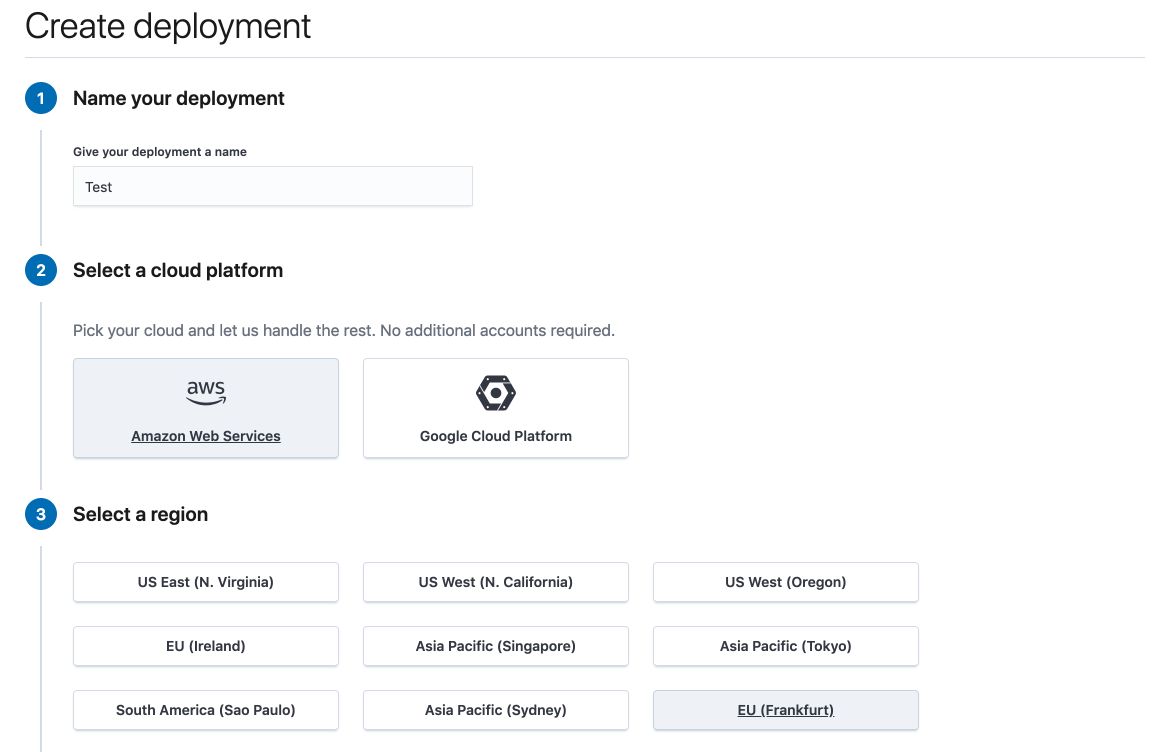 Create deployment
1 Name your deployment
Give your deployment a name
Test
2 Select a cloud platform
Pick your cloud and let us handle the rest. No additional accounts required.
aws
Amazon Web Services Google Cloud Platform
3 Select a region
US East (N. Virginia) US West (N. California) US West (Oregon)
EU (Ireland) Asia Pacific (Singapore) Asia Pacific (Tokyo)
South America (Sao Paulo) Asia Pacific (Sydney) EU (Frankfurt)